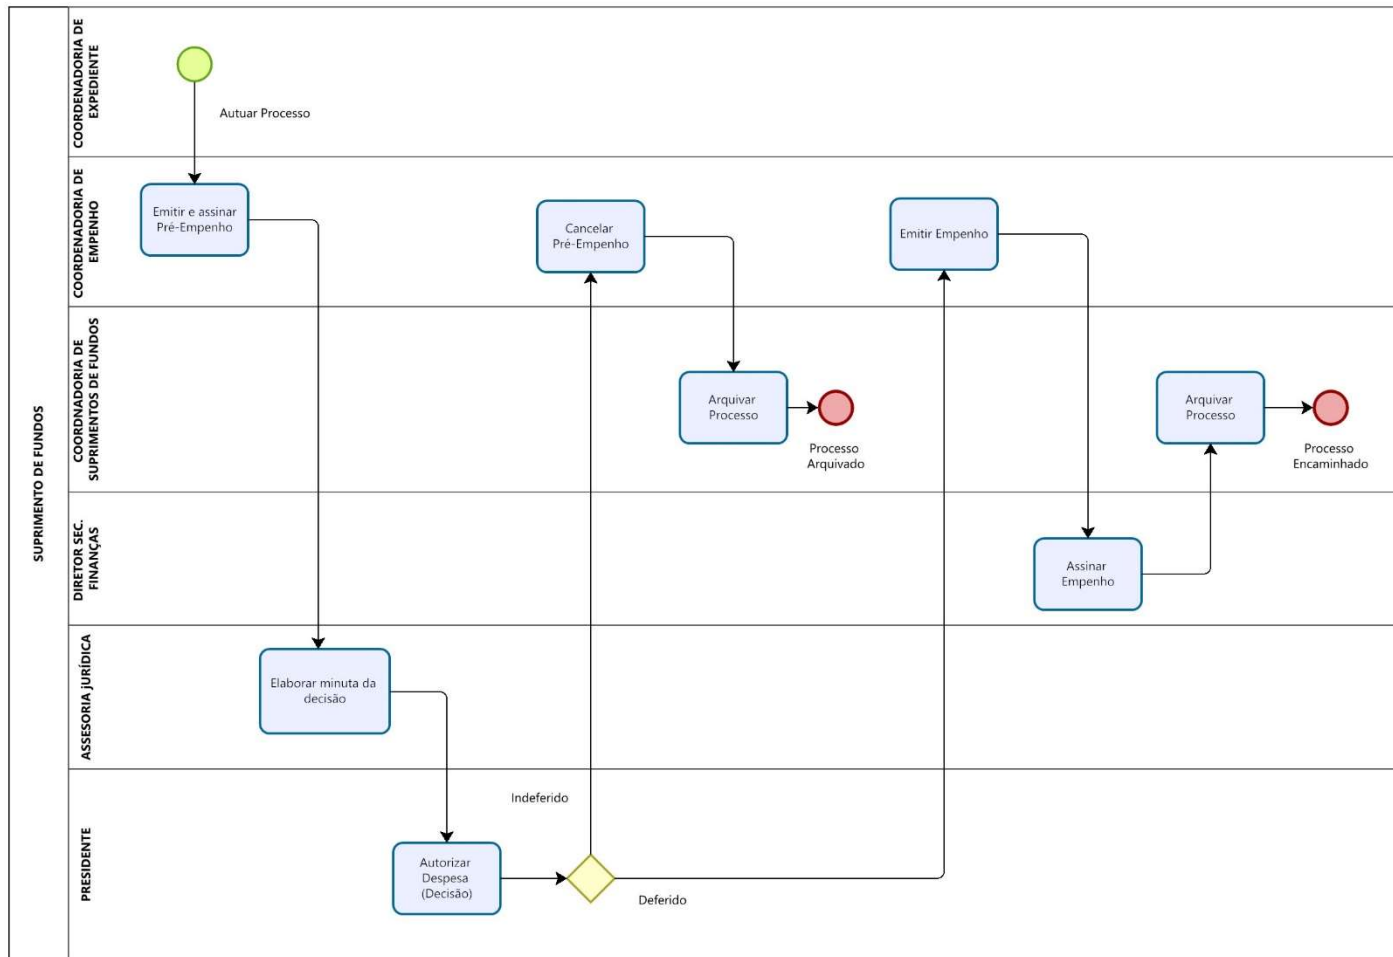 SUPRIMENTO DE FUNDOS
COORDENADORIA DE
EXPEDIENTE
Autuar Processo
COORDENADORIA DE
EMPENHO
Emitir e assinar
Pré-Empenho
Cancelar
Pré-Empenho
Emitir Empenho
COORDNADORIA DE
SUPRIMENTOS DE FUNDOS
Arquivar
Processo
Processo
Arquivado
Arquivar
Processo
Processo
Encaminhado
DIRETOR SEC.
FINANÇAS
Assinar
Empenho
ASSESORIA jURÍDICA
Elaborar minuta da
decisão
PRESIDENTE
Indeferido
Autorizar
Despesa
(Decisão)
Deferido